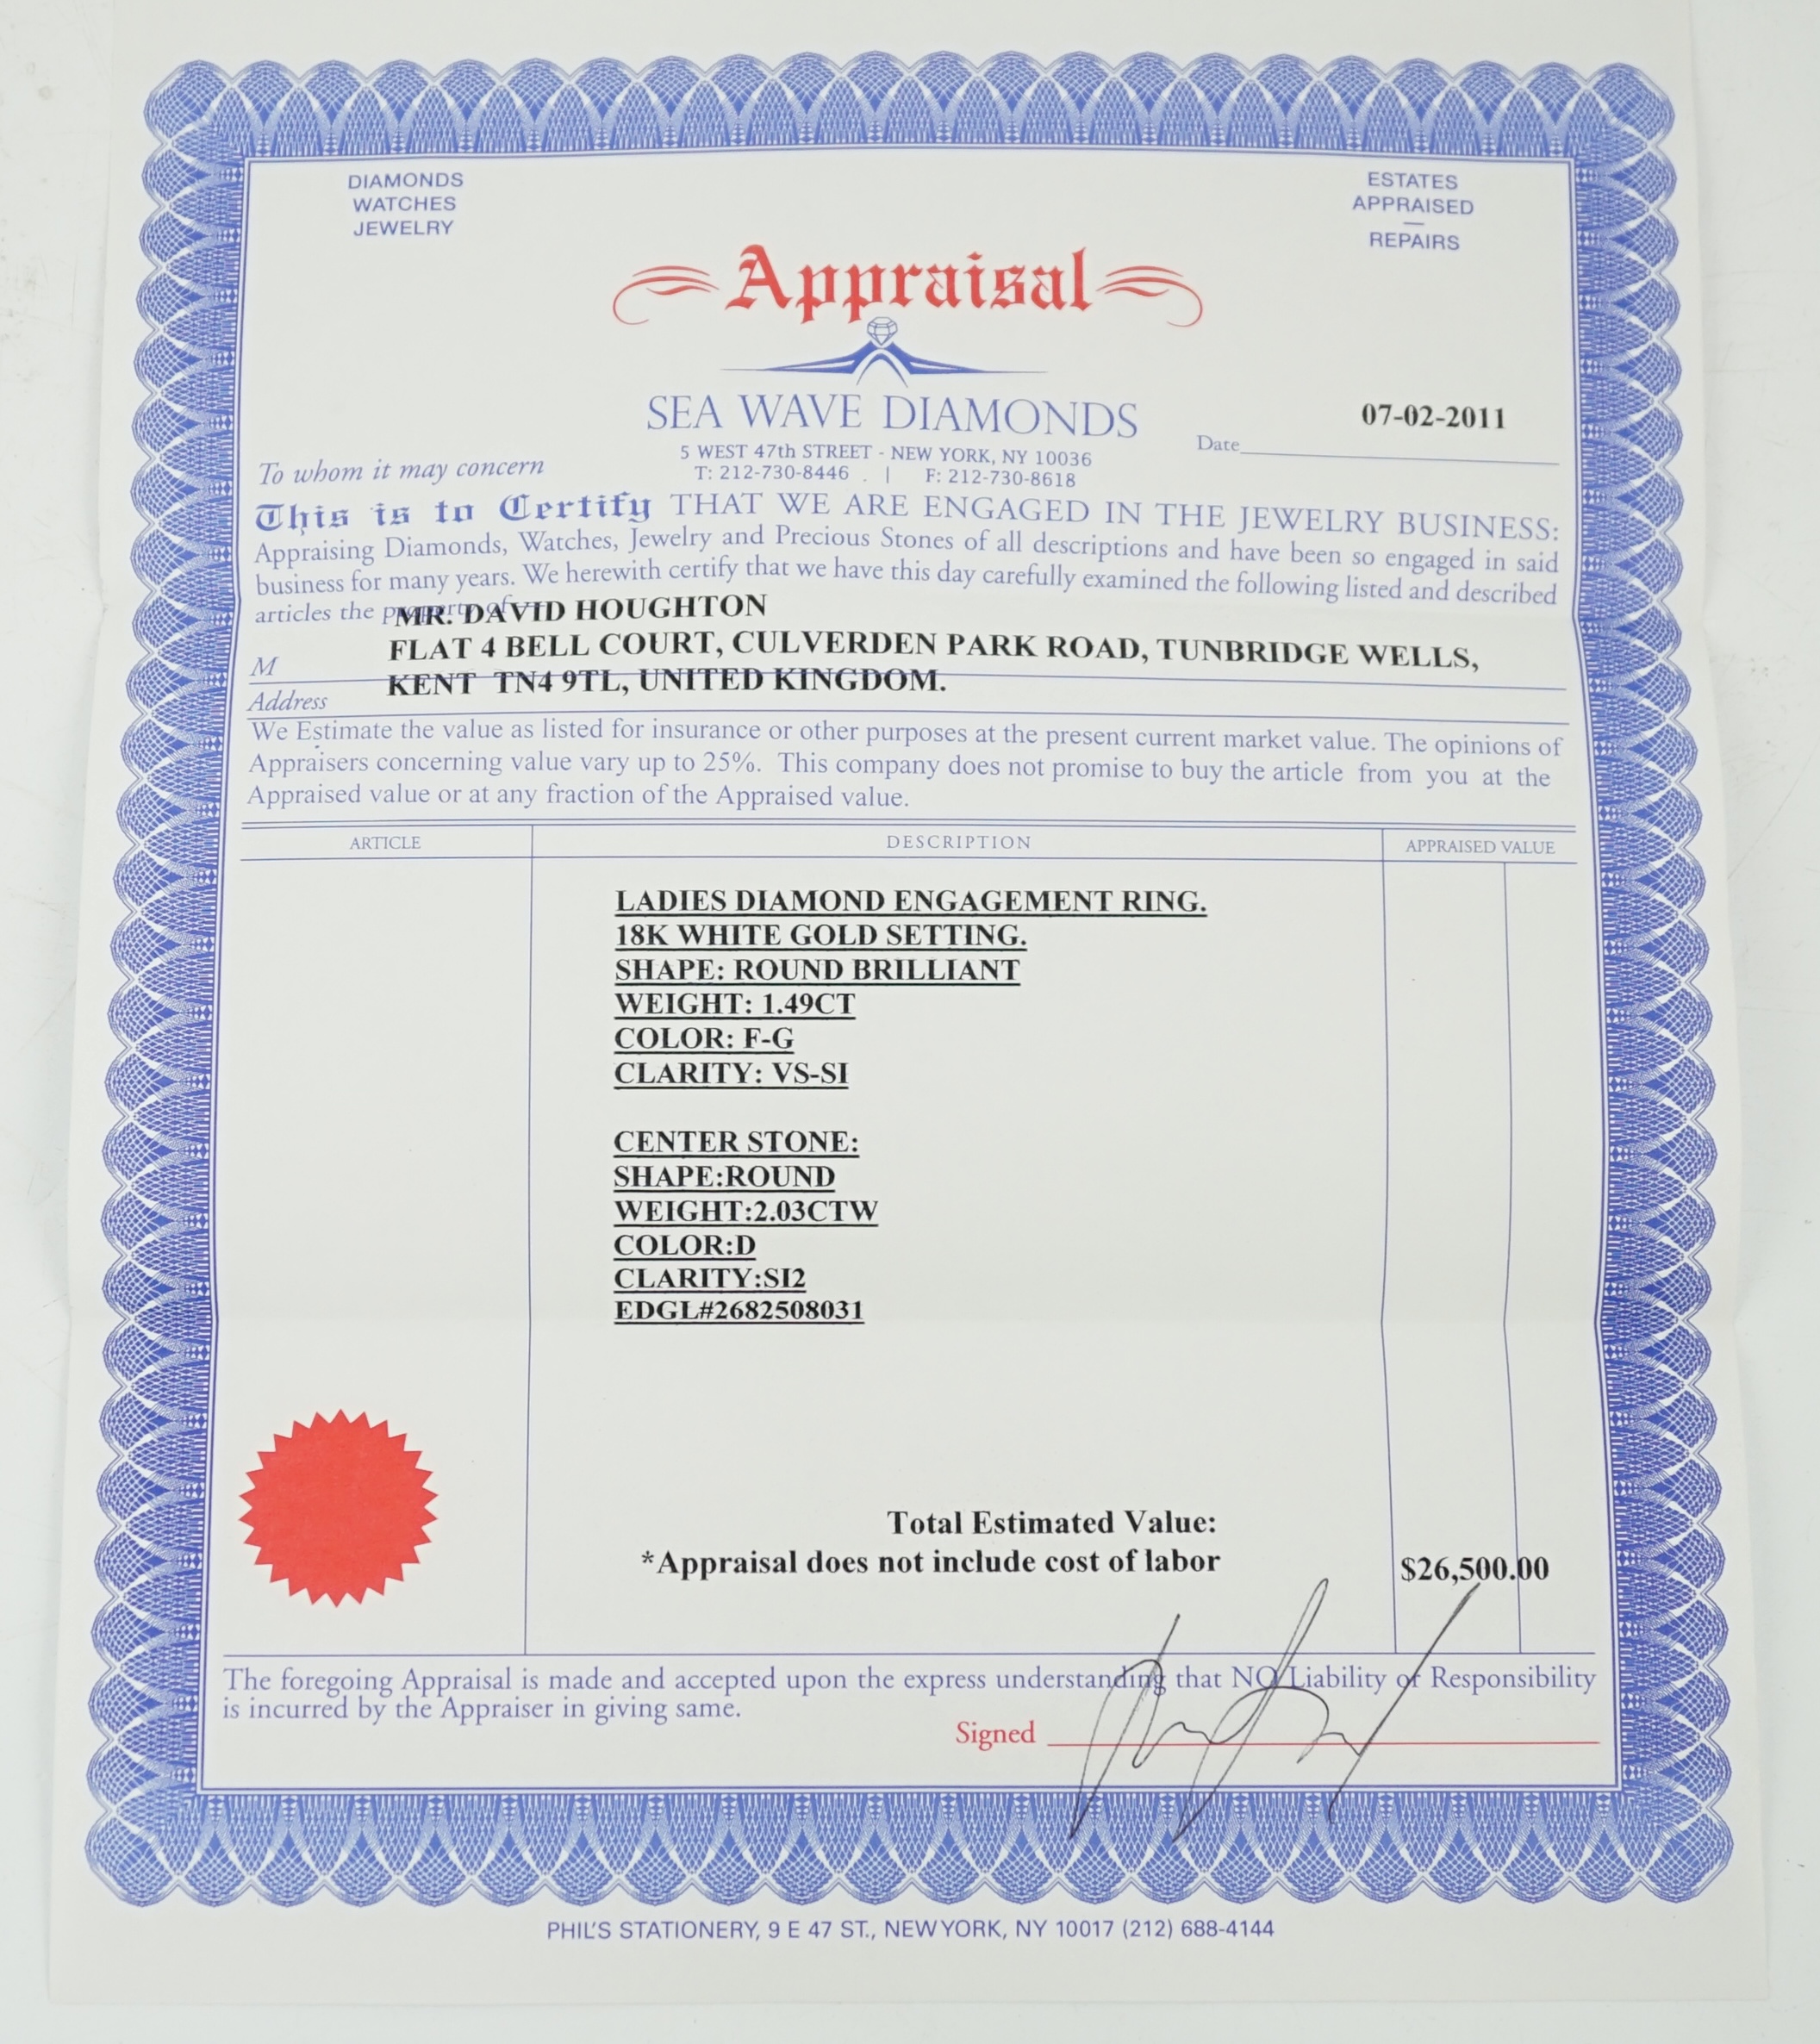 DIAMONDS
WATCHES
JEWELRY
ESTATES
APPRAISED
—
REPAIRS
Appraisal
SEA WAVE DIAMONDS
5 WEST 47th STREET - NEW YORK, NY 10036
T: 212-730-8446 . | F: 212-730-8618
07-02-2011
Date
To whom it may concern
This is to Certify THAT WE ARE ENGAGED IN THE JEWELRY BUSINESS:
Appraising Diamonds, Watches, Jewelry and Precious Stones of all descriptions and have been so engaged in said
business for many years. We herewith certify that we have this day carefully examined the following listed and described
articles the property of
MR. DAVID HOUGHTON
FLAT 4 BELL COURT, CULVERDEN PARK ROAD, TUNBRIDGE WELLS,
M
KENT TN4 9TL, UNITED KINGDOM.
Address
We Estimate the value as listed for insurance or other purposes at the present current market value. The opinions of
Appraisers concerning value vary up to 25%. This company does not promise to buy the article from you at the
Appraised value or at any fraction of the Appraised value.
ARTICLE DESCRIPTION APPRAISED VALUE
LADIES DIAMOND ENGAGEMENT RING.
18K WHITE GOLD SETTING.
SHAPE: ROUND BRILLIANT
WEIGHT: 1.49CT
COLOR: F-G
CLARITY: VS-SI
CENTER STONE:
SHAPE:ROUND
WEIGHT:2.03CTW
COLOR:D
CLARITY:SI2
EDGL#2682508031
Total Estimated Value:
*Appraisal does not include cost of labor $26,500.00
The foregoing Appraisal is made and accepted upon the express understanding that NO Liability or Responsibility
is incurred by the Appraiser in giving same.
Signed
PHIL'S STATIONERY, 9 E 47 ST., NEW YORK, NY 10017 (212) 688-4144